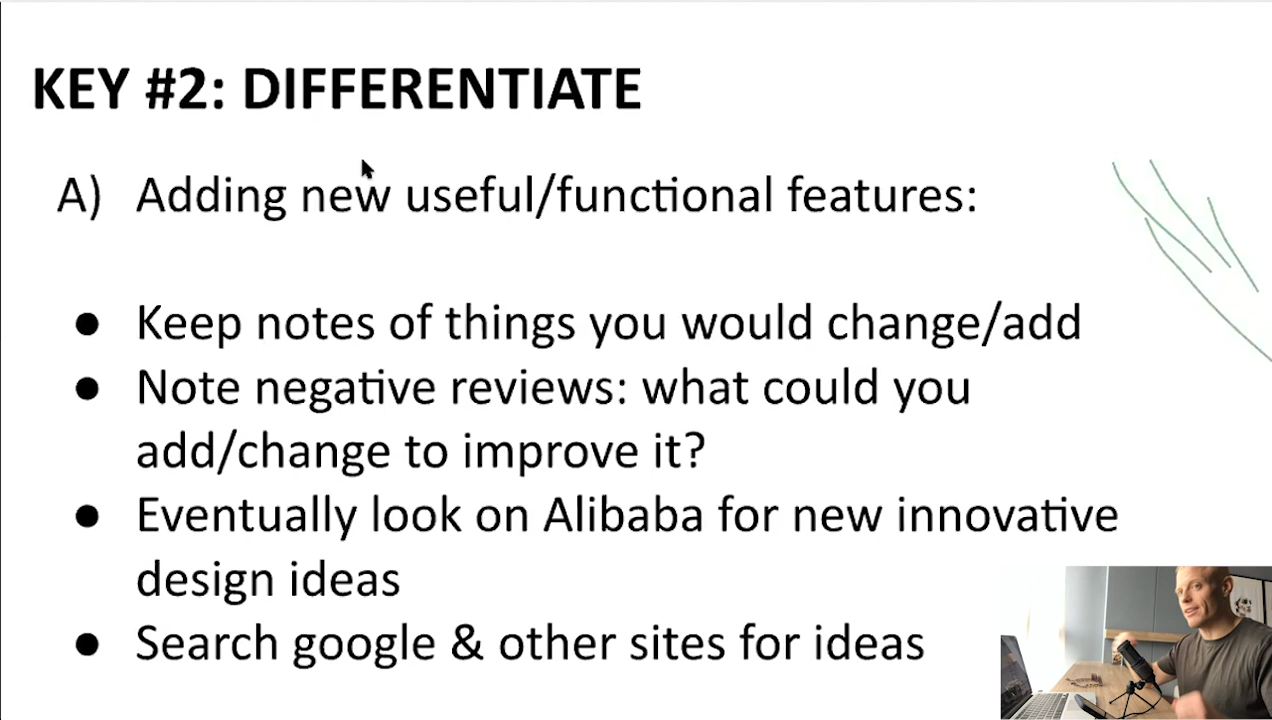 KEY #2: DIFFERENTIATE
A) Adding new useful/functional features:
● Keep notes of things you would change/add
● Note negative reviews: what could you
add/change to improve it?
● Eventually look on Alibaba for new innovative
design ideas
● Search google & other sites for ideas